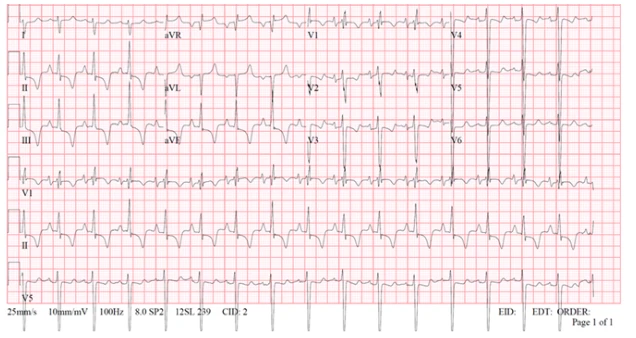 I aVR V1 V4
II aVL V2 V5
III aVF V3 V6
V1
II
V5
25mm/s 10mm/mV 100Hz 8.0 SP2 12SL 239 CID: 2 EID: EDT: ORDER:
Page 1 of 1